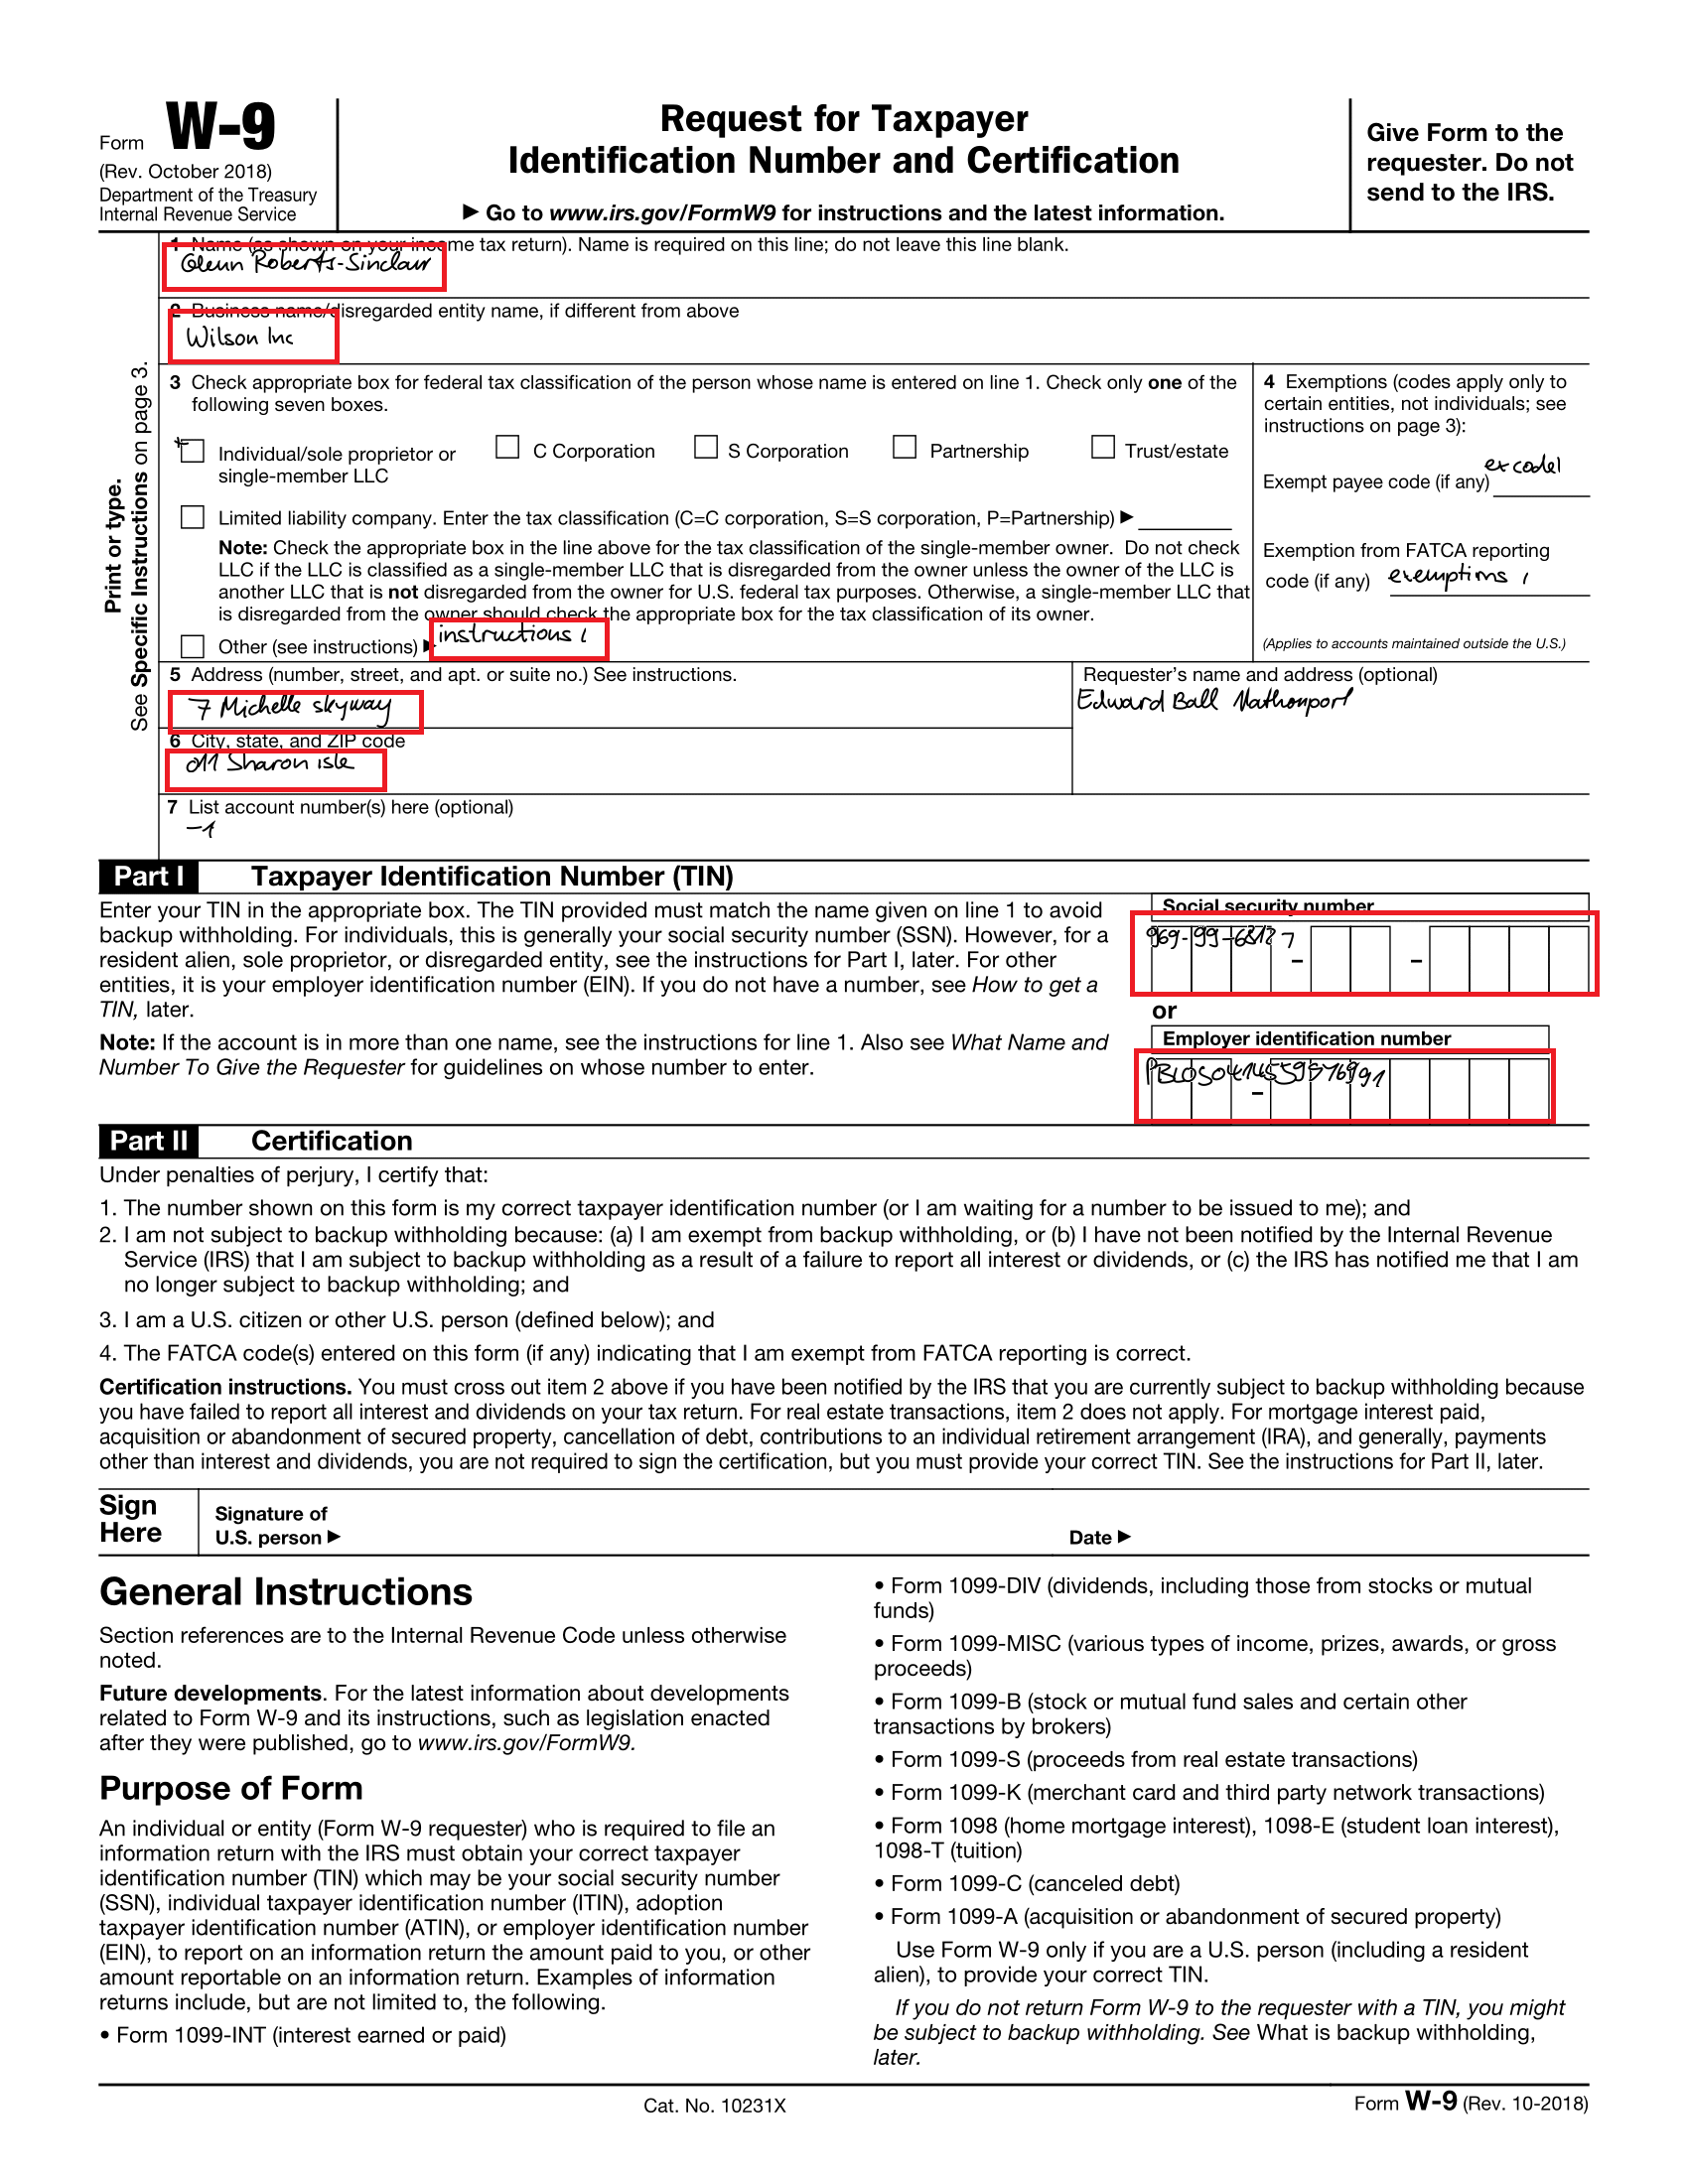 Form W-9
(Rev. October 2018)
Department of the Treasury
Internal Revenue Service
Request for Taxpayer
Identification Number and Certification
▶ Go to www.irs.gov/FormW9 for instructions and the latest information.
Give Form to the
requester. Do not
send to the IRS.
Print or type.
See Specific Instructions on page 3.
1 Name (as shown on your income tax return). Name is required on this line; do not leave this line blank.
Glenn Roberts-Sinclair
2 Business name/disregarded entity name, if different from above
Wilson Inc
3 Check appropriate box for federal tax classification of the person whose name is entered on line 1. Check only one of the
following seven boxes.
Individual/sole proprietor or
single-member LLC
C Corporation
S Corporation
Partnership
Trust/estate
Limited liability company. Enter the tax classification (C=C corporation, S=S corporation, P=Partnership) ▶
Note: Check the appropriate box in the line above for the tax classification of the single-member owner. Do not check
LLC if the LLC is classified as a single-member LLC that is disregarded from the owner unless the owner of the LLC is
another LLC that is not disregarded from the owner for U.S. federal tax purposes. Otherwise, a single-member LLC that
is disregarded from the owner should check the appropriate box for the tax classification of its owner.
Other (see instructions) ▶ instructions 1
4 Exemptions (codes apply only to
certain entities, not individuals; see
instructions on page 3):
Exempt payee code (if any) excode1
Exemption from FATCA reporting
code (if any) exemptions 1
(Applies to accounts maintained outside the U.S.)
5 Address (number, street, and apt. or suite no.) See instructions.
7 Michelle skyway
6 City, state, and ZIP code
011 Sharon isle
Requester's name and address (optional)
Edward Ball
7 List account number(s) here (optional)
-1
Part I Taxpayer Identification Number (TIN)
Enter your TIN in the appropriate box. The TIN provided must match the name given on line 1 to avoid
backup withholding. For individuals, this is generally your social security number (SSN). However, for a
resident alien, sole proprietor, or disregarded entity, see the instructions for Part I, later. For other
entities, it is your employer identification number (EIN). If you do not have a number, see How to get a
TIN, later.
Note: If the account is in more than one name, see the instructions for line 1. Also see What Name and
Number To Give the Requester for guidelines on whose number to enter.
Social security number
or
Employer identification number
Part II Certification
Under penalties of perjury, I certify that:
1. The number shown on this form is my correct taxpayer identification number (or I am waiting for a number to be issued to me); and
2. I am not subject to backup withholding because: (a) I am exempt from backup withholding, or (b) I have not been notified by the Internal Revenue
Service (IRS) that I am subject to backup withholding as a result of a failure to report all interest or dividends, or (c) the IRS has notified me that I am
no longer subject to backup withholding; and
3. I am a U.S. citizen or other U.S. person (defined below); and
4. The FATCA code(s) entered on this form (if any) indicating that I am exempt from FATCA reporting is correct.
Certification instructions. You must cross out item 2 above if you have been notified by the IRS that you are currently subject to backup withholding because
you have failed to report all interest and dividends on your tax return. For real estate transactions, item 2 does not apply. For mortgage interest paid,
acquisition or abandonment of secured property, cancellation of debt, contributions to an individual retirement arrangement (IRA), and generally, payments
other than interest and dividends, you are not required to sign the certification, but you must provide your correct TIN. See the instructions for Part II, later.
Sign
Here
Signature of
U.S. person ▶
Date ▶
General Instructions
Section references are to the Internal Revenue Code unless otherwise
noted.
Future developments. For the latest information about developments
related to Form W-9 and its instructions, such as legislation enacted
after they were published, go to www.irs.gov/FormW9.
Purpose of Form
An individual or entity (Form W-9 requester) who is required to file an
information return with the IRS must obtain your correct taxpayer
identification number (TIN) which may be your social security number
(SSN), individual taxpayer identification number (ITIN), adoption
taxpayer identification number (ATIN), or employer identification number
(EIN), to report on an information return the amount paid to you, or other
amount reportable on an information return. Examples of information
returns include, but are not limited to, the following.
• Form 1099-INT (interest earned or paid)
• Form 1099-DIV (dividends, including those from stocks or mutual
funds)
• Form 1099-MISC (various types of income, prizes, awards, or gross
proceeds)
• Form 1099-B (stock or mutual fund sales and certain other
transactions by brokers)
• Form 1099-S (proceeds from real estate transactions)
• Form 1099-K (merchant card and third party network transactions)
• Form 1098 (home mortgage interest), 1098-E (student loan interest),
1098-T (tuition)
• Form 1099-C (canceled debt)
• Form 1099-A (acquisition or abandonment of secured property)
Use Form W-9 only if you are a U.S. person (including a resident
alien), to provide your correct TIN.
If you do not return Form W-9 to the requester with a TIN, you might
be subject to backup withholding. See What is backup withholding,
later.
Cat. No. 10231X
Form W-9 (Rev. 10-2018)